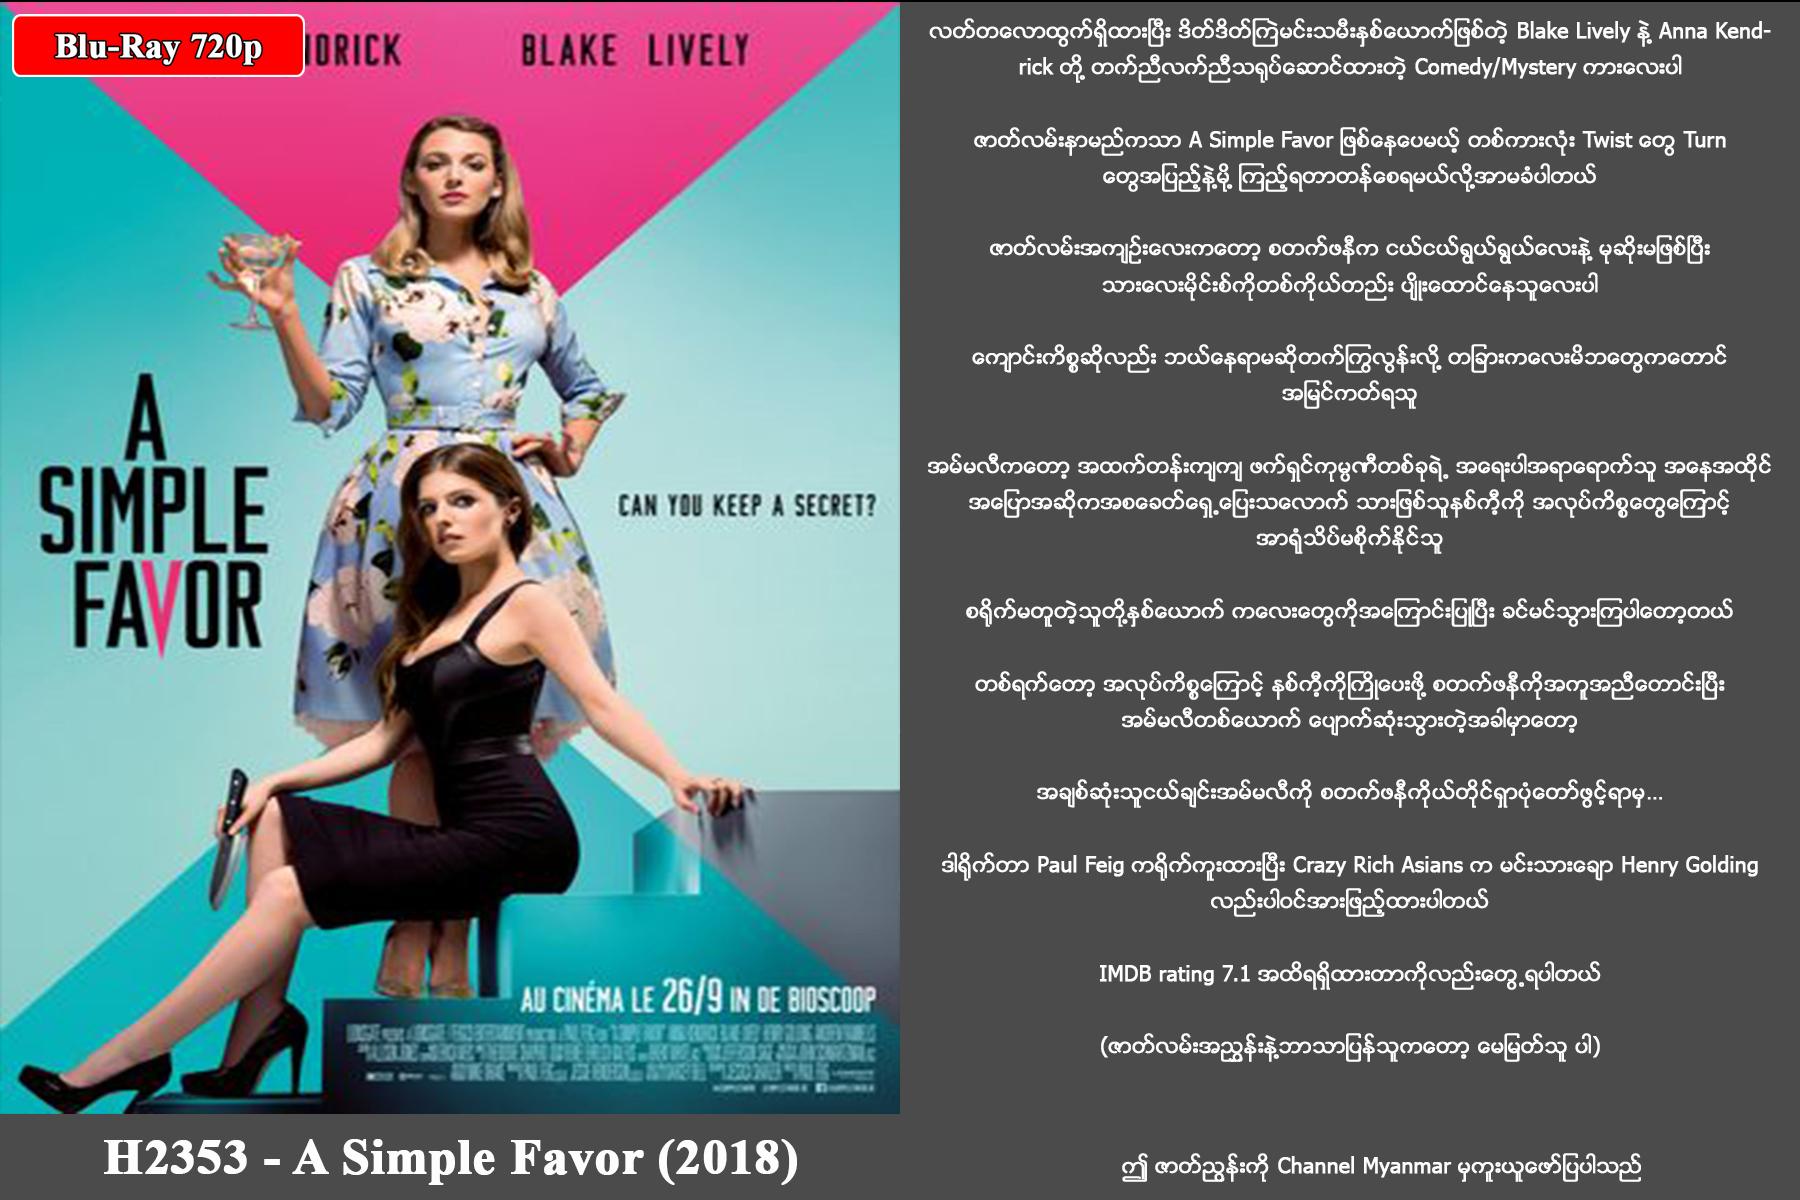 Blu-Ray 720p
BLAKE LIVELY
A
SIMPLE
FAVOR
CAN YOU KEEP A SECRET?
AU CINÉMA LE 26/9 IN DE BIOSCOOP
H2353 - A Simple Favor (2018)
လတ်တလောထွက်ရှိထားပြီး ဒိတ်ဒိတ်ကြဲမင်းသမီးနှစ်ယောက်ဖြစ်တဲ့ Blake Lively နဲ့ Anna Kend-
rick တို့ တက်ညီလက်ညီသရုပ်ဆောင်ထားတဲ့ Comedy/Mystery ကားလေးပါ
ဇာတ်လမ်းနာမည်ကသာ A Simple Favor ဖြစ်နေပေမယ့် တစ်ကားလုံး Twist တွေ Turn
တွေအပြည့်နဲ့မို့ ကြည့်ရတာတန်စေရမယ်လို့အာမခံပါတယ်
ဇာတ်လမ်းအကျဉ်းလေးကတော့ စတက်ဖနီက ငယ်ငယ်ရွယ်ရွယ်လေးနဲ့ မုဆိုးမဖြစ်ပြီး
သားလေးမိုင်းစ်ကိုတစ်ကိုယ်တည်း ပျိုးထောင်နေသူလေးပါ
ကျောင်းကိစ္စဆိုလည်း ဘယ်နေရာမဆိုတက်ကြွလွန်းလို့ တခြားကလေးမိဘတွေကတောင်
အမြင်ကတ်ရသူ
အမ်မလီကတော့ အထက်တန်းကျကျ ဖက်ရှင်ကုမ္ပဏီတစ်ခုရဲ့ အရေးပါအရာရောက်သူ အနေအထိုင်
အပြောအဆိုကအစခေတ်ရှေ့ပြေးသလောက် သားဖြစ်သူနစ်ကီ့ကို အလုပ်ကိစ္စတွေကြောင့်
အာရုံသိပ်မစိုက်နိုင်သူ
စရိုက်မတူတဲ့သူတို့နှစ်ယောက် ကလေးတွေကိုအကြောင်းပြုပြီး ခင်မင်သွားကြပါတော့တယ်
တစ်ရက်တော့ အလုပ်ကိစ္စကြောင့် နစ်ကီ့ကိုကြိုပေးဖို့ စတက်ဖနီကိုအကူအညီတောင်းပြီး
အမ်မလီတစ်ယောက် ပျောက်ဆုံးသွားတဲ့အခါမှာတော့
အချစ်ဆုံးသူငယ်ချင်းအမ်မလီကို စတက်ဖနီကိုယ်တိုင်ရှာပုံတော်ဖွင့်ရာမှ...
ဒါရိုက်တာ Paul Feig ကရိုက်ကူးထားပြီး Crazy Rich Asians က မင်းသားချော Henry Golding
လည်းပါဝင်အားဖြည့်ထားပါတယ်
IMDB rating 7.1 အထိရရှိထားတာကိုလည်းတွေ့ရပါတယ်
(ဇာတ်လမ်းအညွှန်းနဲ့ဘာသာပြန်သူကတော့ မေမြတ်သူ ပါ)
ဤ ဇာတ်ညွှန်းကို Channel Myanmar မှကူးယူဖော်ပြပါသည်